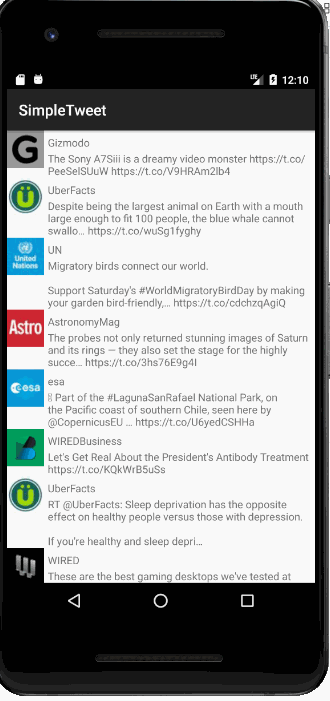 LTE 12:10
SimpleTweet
G
Gizmodo
The Sony A7Siii is a dreamy video monster https://t.co/
PeeSelSUuW https://t.co/V9HRAm2lb4
U
UberFacts
Despite being the largest animal on Earth with a mouth
large enough to fit 100 people, the blue whale cannot
swallo… https://t.co/wuSg1fyghy
United
Nations
UN
Migratory birds connect our world.
Support Saturday's #WorldMigratoryBirdDay by making
your garden bird-friendly,… https://t.co/cdchzqAgiQ
Astro
AstronomyMag
The probes not only returned stunning images of Saturn
and its rings — they also set the stage for the highly
succe… https://t.co/3hs76E9g4I
esa
esa
Part of the #LagunaSanRafael National Park, on
the Pacific coast of southern Chile, seen here by
@CopernicusEU … https://t.co/U6yedCSHHa
WIREDBusiness
Let's Get Real About the President's Antibody Treatment
https://t.co/KQkWrB5uSs
U
UberFacts
RT @UberFacts: Sleep deprivation has the opposite
effect on healthy people versus those with depression.
If you're healthy and sleep depri…
W
WIRED
These are the best gaming desktops we've tested at